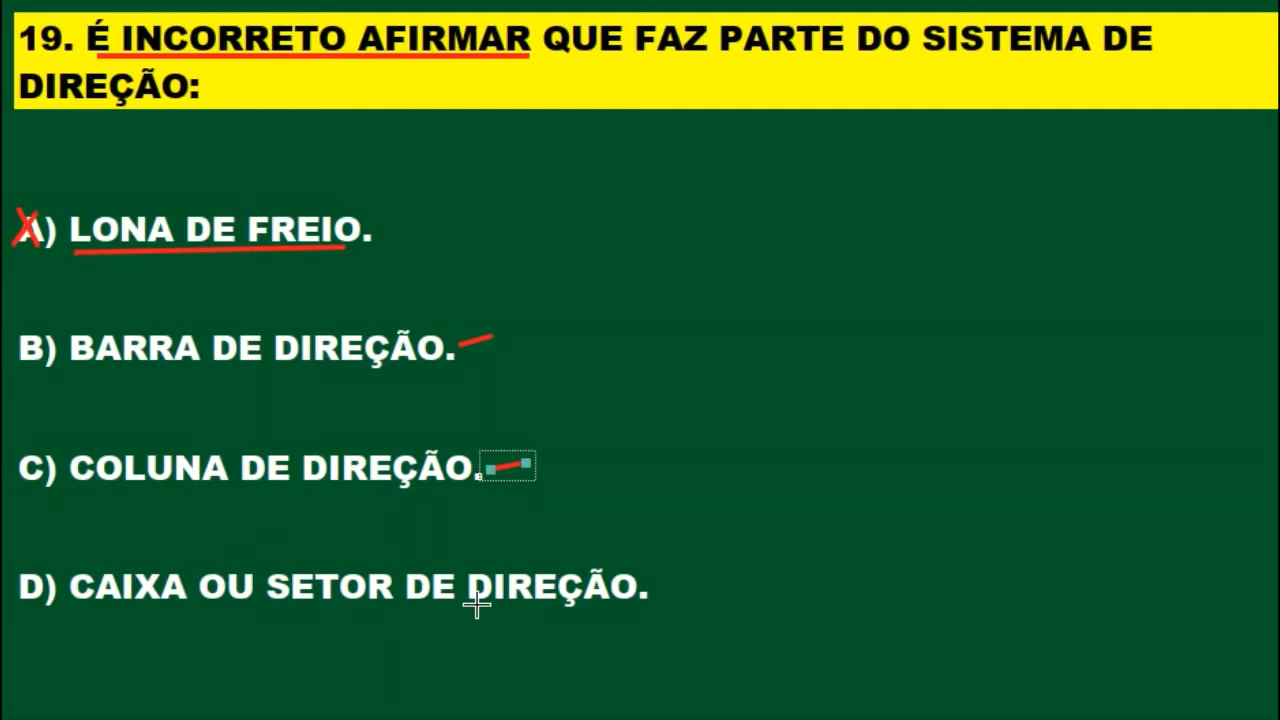 19. É INCORRETO AFIRMAR QUE FAZ PARTE DO SISTEMA DE
DIREÇÃO:
A) LONA DE FREIO.
B) BARRA DE DIREÇÃO.
C) COLUNA DE DIREÇÃO.
D) CAIXA OU SETOR DE DIREÇÃO.